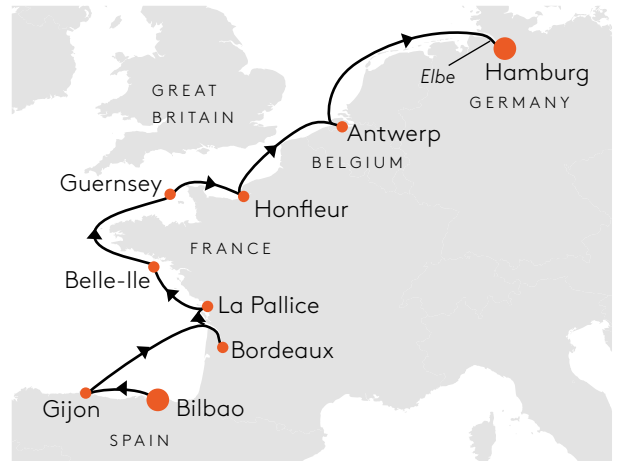 Elbe
Hamburg
GERMANY
GREAT
BRITAIN
Antwerp
BELGIUM
Guernsey
Honfleur
FRANCE
Belle-Ile
La Pallice
Bordeaux
Gijon
Bilbao
SPAIN